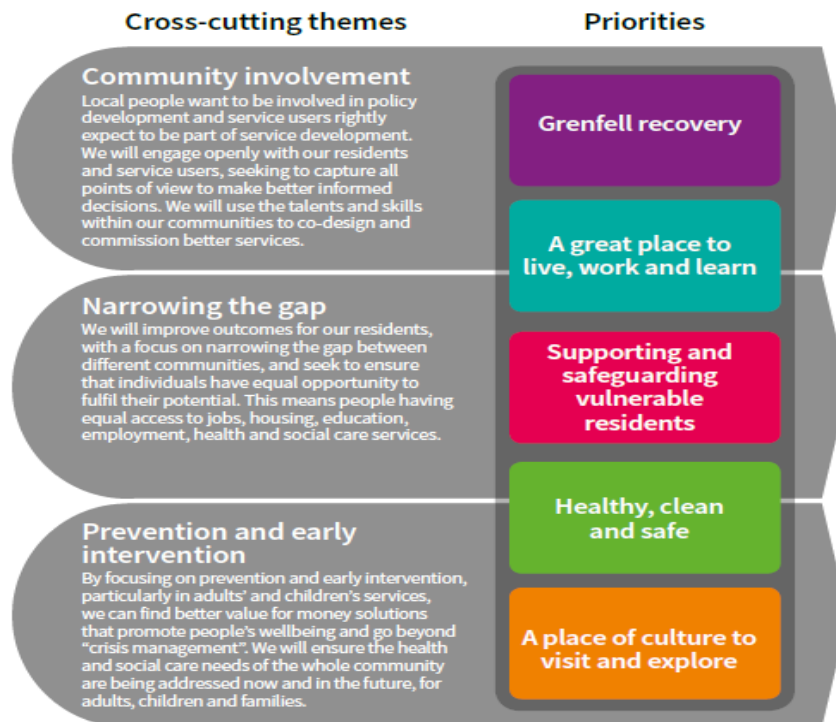 Cross-cutting themes
Priorities
Community involvement
Local people want to be involved in policy
development and service users rightly
expect to be part of service development.
We will engage openly with our residents
and service users, seeking to capture all
points of view to make better informed
decisions. We will use the talents and skills
within our communities to co-design and
commission better services.
Narrowing the gap
We will improve outcomes for our residents,
with a focus on narrowing the gap between
different communities, and seek to ensure
that individuals have equal opportunity to
fulfil their potential. This means people having
equal access to jobs, housing, education,
employment, health and social care services.
Prevention and early
intervention
By focusing on prevention and early intervention,
particularly in adults’ and children’s services,
we can find better value for money solutions
that promote people’s wellbeing and go beyond
“crisis management”. We will ensure the health
and social care needs of the whole community
are being addressed now and in the future, for
adults, children and families.
Grenfell recovery
A great place to
live, work and learn
Supporting and
safeguarding
vulnerable
residents
Healthy, clean
and safe
A place of culture to
visit and explore